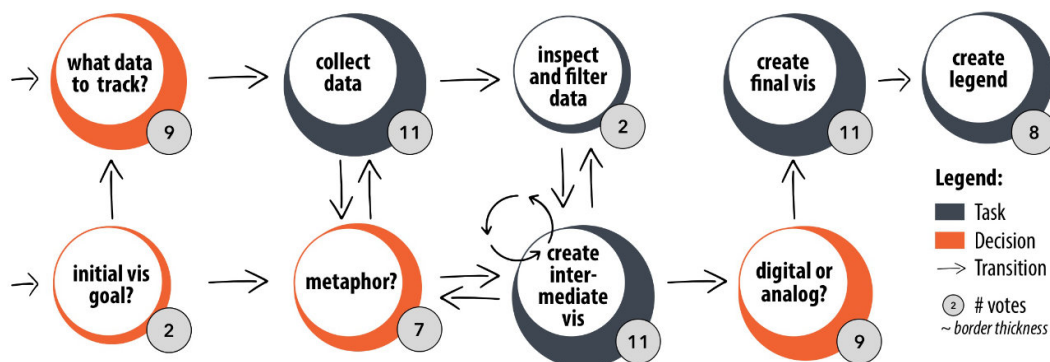 what data
to track?
9
collect
data
11
inspect
and filter
data
2
create
final vis
11
create
legend
8
initial vis
goal?
2
metaphor?
7
create
inter-
mediate
vis
11
digital or
analog?
9
Legend:
Task
Decision
Transition
2 # votes
~ border thickness